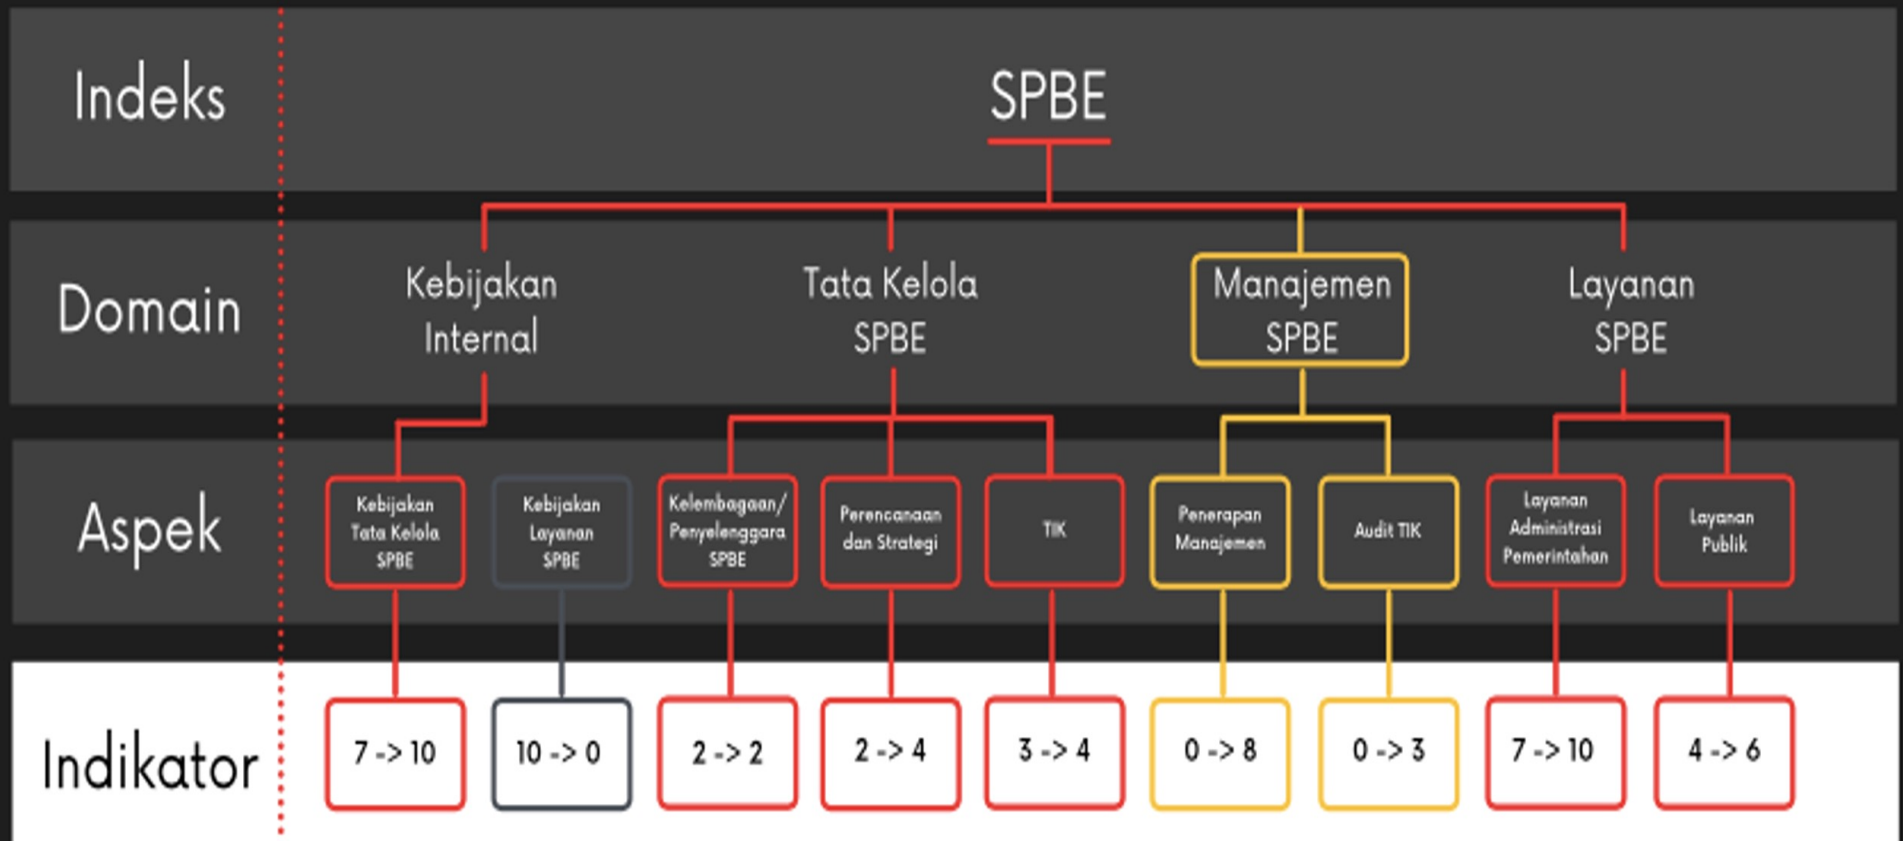 Indeks
SPBE
Domain
Kebijakan
Internal
Tata Kelola
SPBE
Manajemen
SPBE
Layanan
SPBE
Aspek
Kebijakan
Tata Kelola
SPBE
Kebijakan
Layanan
SPBE
Kelembagaan/
Penyelenggara
SPBE
Perencanaan
dan Strategi
TIK
Penerapan
Manajemen
Audit TIK
Layanan
Administrasi
Pemerintahan
Layanan
Publik
Indikator
7 -> 10
10 -> 0
2 -> 2
2 -> 4
3 -> 4
0 -> 8
0 -> 3
7 -> 10
4 -> 6